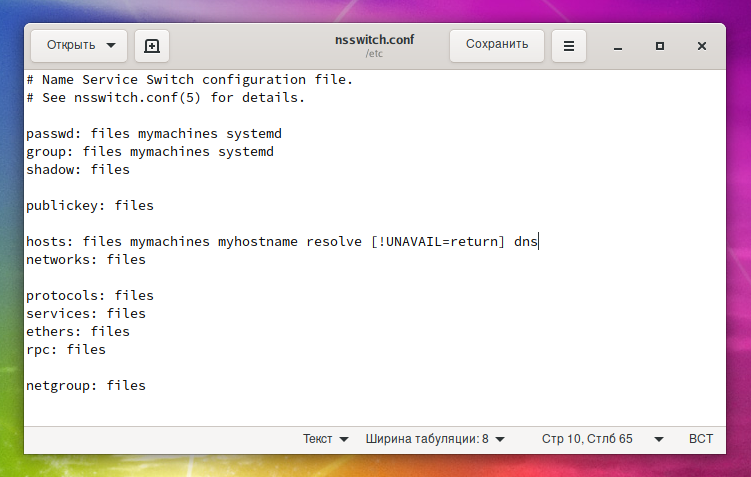 Открыть
nsswitch.conf
/etc
Сохранить
# Name Service Switch configuration file.
# See nsswitch.conf(5) for details.
passwd: files mymachines systemd
group: files mymachines systemd
shadow: files
publickey: files
hosts: files mymachines myhostname resolve [!UNAVAIL=return] dns
networks: files
protocols: files
services: files
ethers: files
rpc: files
netgroup: files
Текст Ширина табуляции: 8 Стр 10, Стлб 65 ВСТ